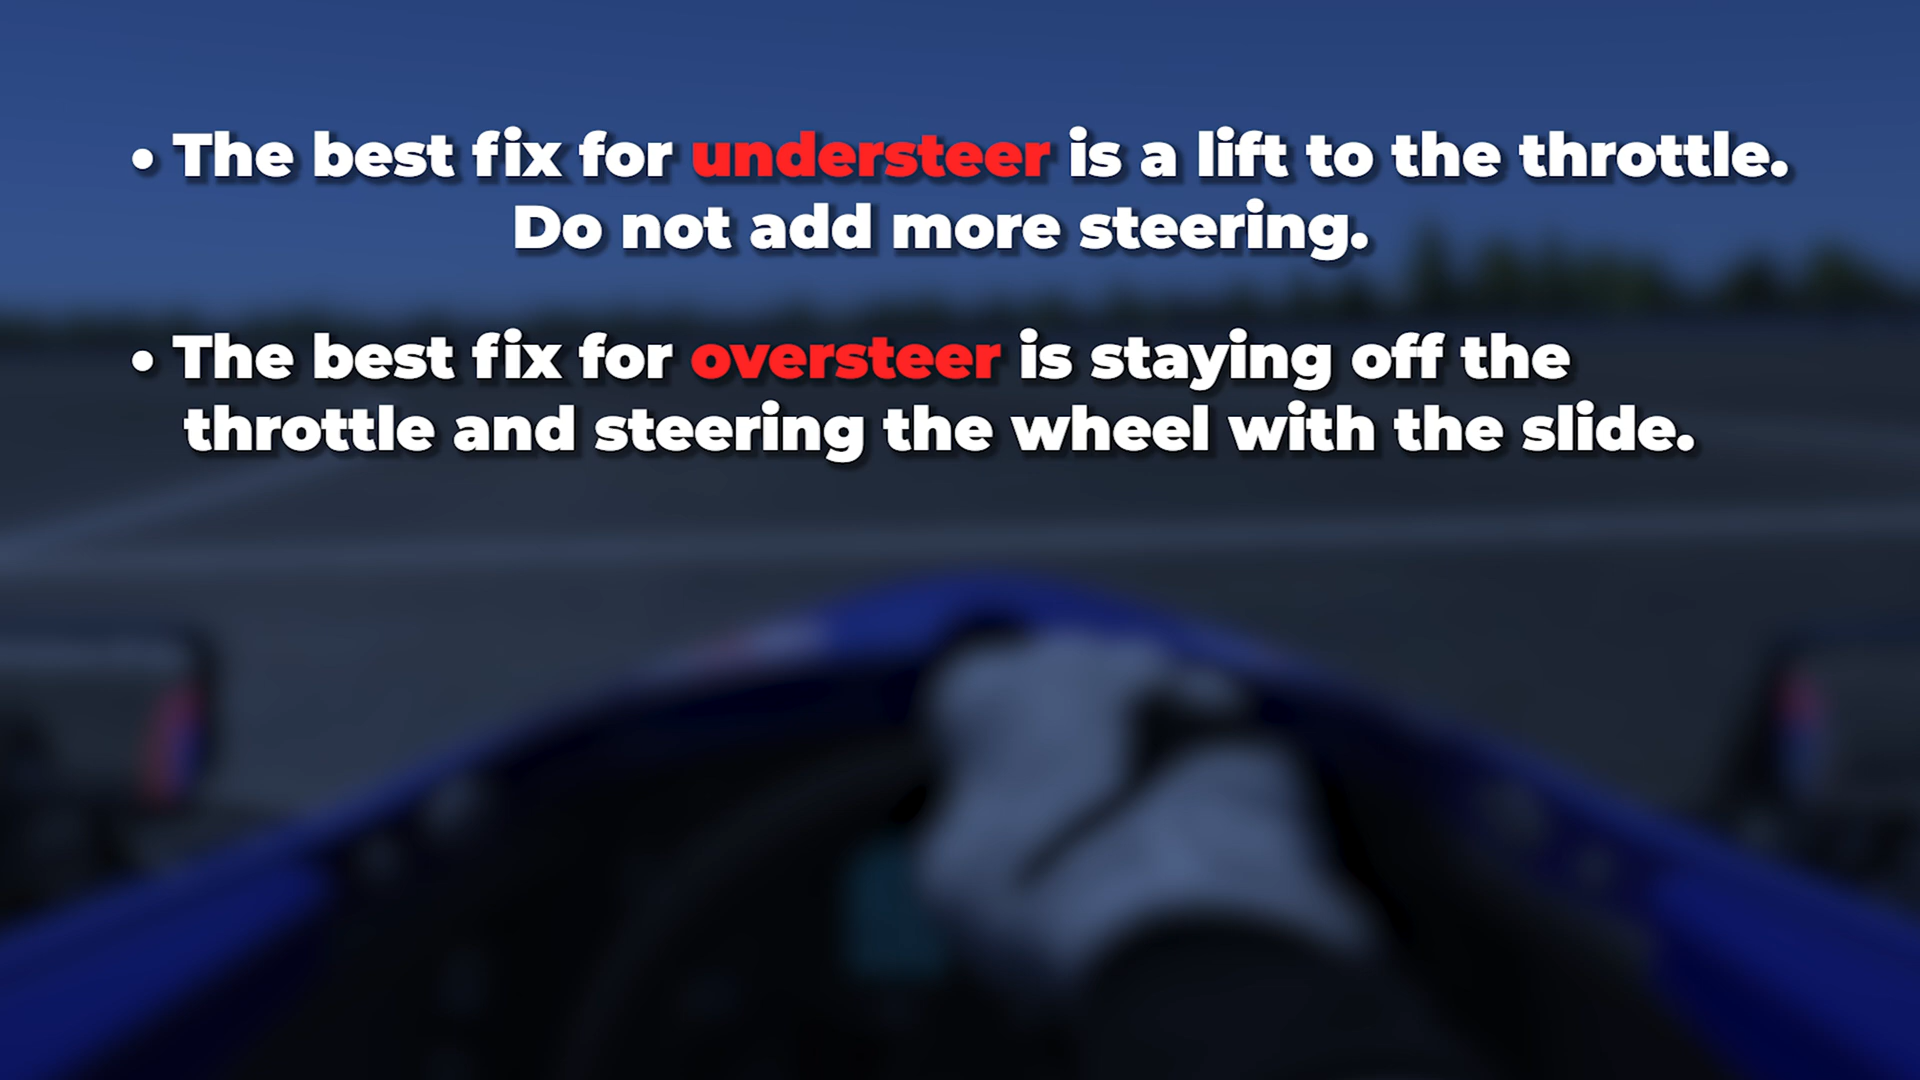 • The best fix for understeer is a lift to the throttle.
Do not add more steering.
• The best fix for oversteer is staying off the
throttle and steering the wheel with the slide.